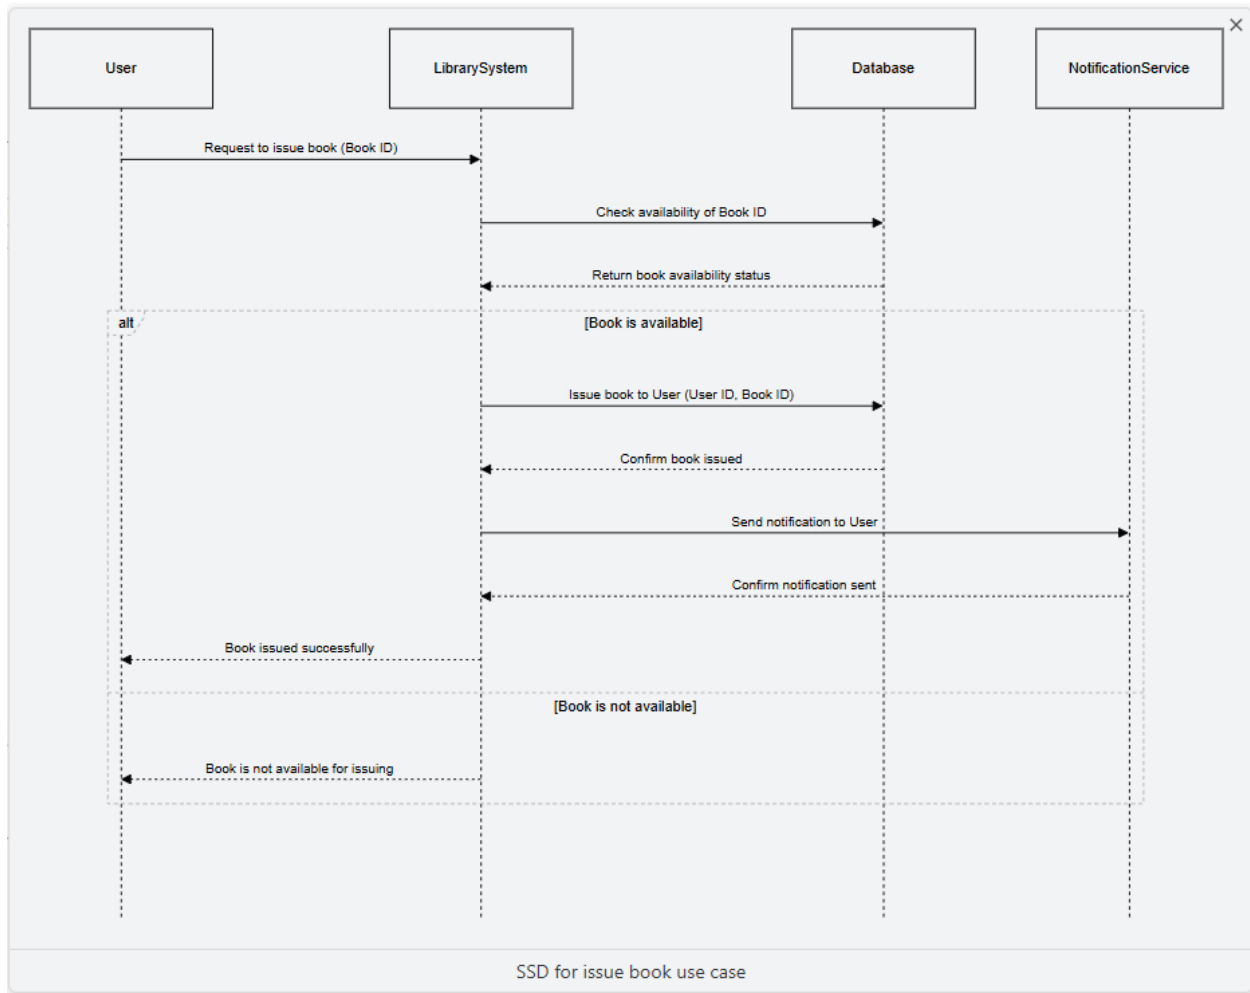 User
LibrarySystem
Database
NotificationService
Request to issue book (Book ID)
Check availability of Book ID
Return book availability status
alt
[Book is available]
Issue book to User (User ID, Book ID)
Confirm book issued
Send notification to User
Confirm notification sent
Book issued successfully
[Book is not available]
Book is not available for issuing
SSD for issue book use case